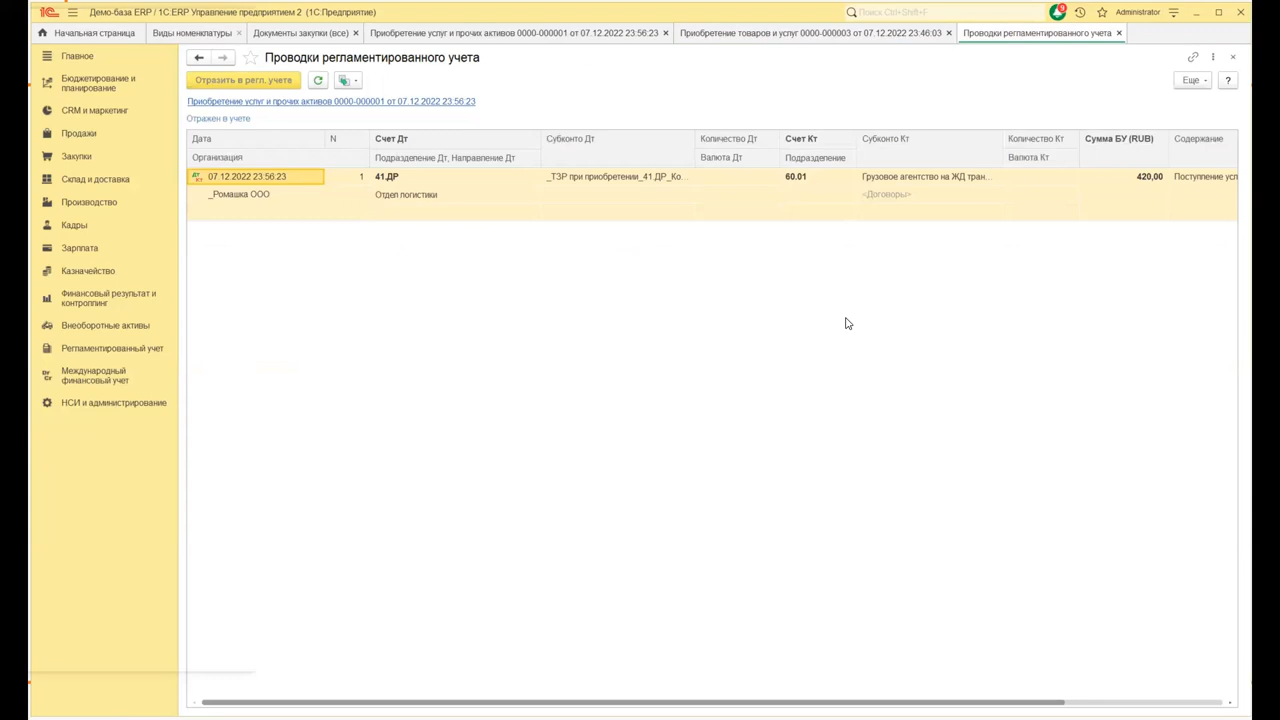 Демо-база ERP / 1С:ERP Управление предприятием 2 (1С:Предприятие)
Поиск Ctrl+Shift+F
Administrator
Начальная страница
Виды номенклатуры
Документы закупки (все)
Приобретение услуг и прочих активов 0000-000001 от 07.12.2022 23:56:23
Приобретение товаров и услуг 0000-000003 от 07.12.2022 23:46:03
Проводки регламентированного учета
Главное
Бюджетирование и
планирование
CRM и маркетинг
Продажи
Закупки
Склад и доставка
Производство
Кадры
Зарплата
Казначейство
Финансовый результат и
контроллинг
Внеоборотные активы
Регламентированный учет
Международный
финансовый учет
НСИ и администрирование
Проводки регламентированного учета
Отразить в регл. учете
Еще
?
Приобретение услуг и прочих активов 0000-000001 от 07.12.2022 23:56:23
Отражен в учете
Дата N Счет Дт Субконто Дт Количество Дт Счет Кт Субконто Кт Количество Кт Сумма БУ (RUB) Содержание
Организация Подразделение Дт, Направление Дт Валюта Дт Подразделение Валюта Кт
07.12.2022 23:56:23 1 41.ДР _ТЗР при приобретении_41.ДР_Ко... 60.01 Грузовое агентство на ЖД тран... 420,00 Поступление усл
_Ромашка ООО Отдел логистики <Договоры>